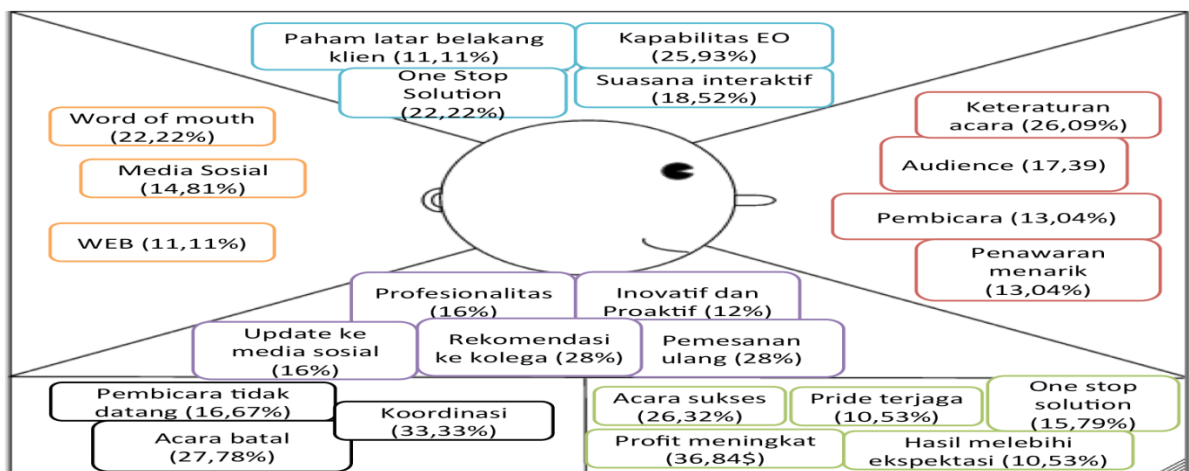 Paham latar belakang
klien (11,11%)
Kapabilitas EO
(25,93%)
One Stop
Solution
(22,22%)
Suasana interaktif
(18,52%)
Word of mouth
(22,22%)
Media Sosial
(14,81%)
WEB (11,11%)
Keteraturan
acara (26,09%)
Audience (17,39)
Pembicara (13,04%)
Penawaran
menarik
(13,04%)
Profesionalitas
(16%)
Inovatif dan
Proaktif (12%)
Update ke
media sosial
(16%)
Rekomendasi
ke kolega (28%)
Pemesanan
ulang (28%)
Pembicara tidak
datang (16,67%)
Koordinasi
(33,33%)
Acara batal
(27,78%)
Acara sukses
(26,32%)
Pride terjaga
(10,53%)
One stop
solution
(15,79%)
Profit meningkat
(36,84$)
Hasil melebihi
ekspektasi (10,53%)